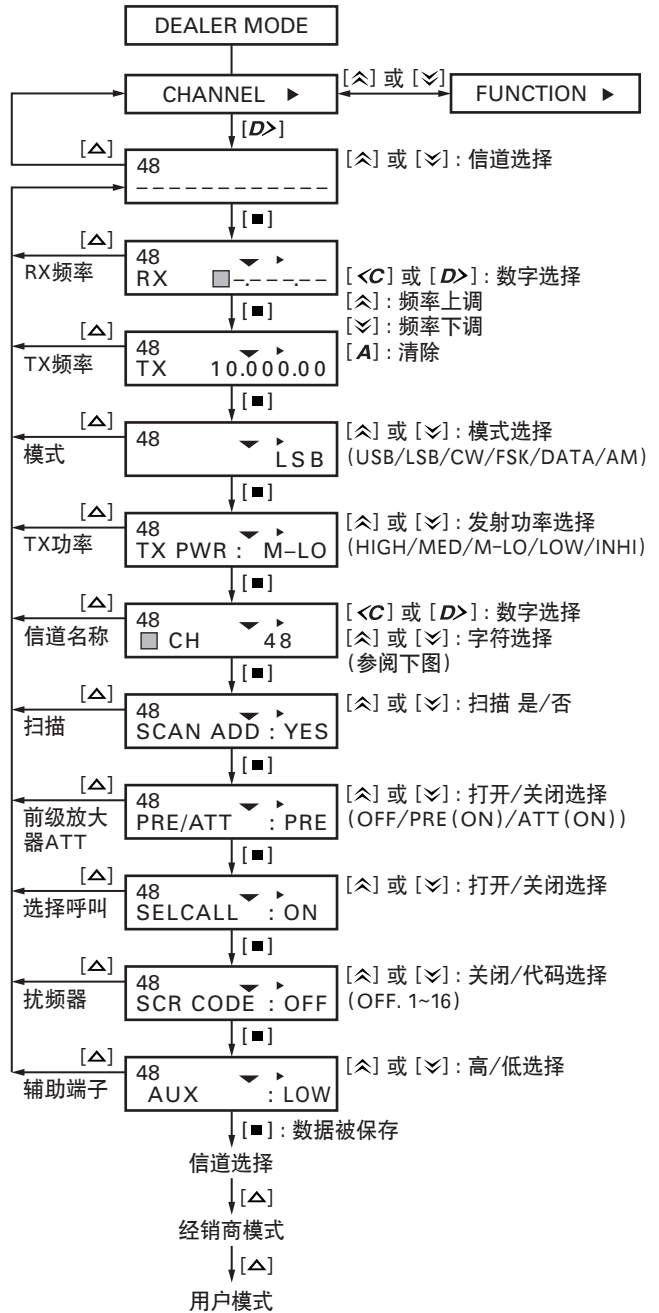 DEALER MODE
CHANNEL ▶
[︽] 或 [︾]
FUNCTION ▶
[D>]
[△]
48
– – – – – – – – – – – –
[︽] 或 [︾] : 信道选择
[■]
[△]
RX频率
48
RX –.– – –.– –
[<C] 或 [D>] : 数字选择
[︽] : 频率上调
[︾] : 频率下调
[A] : 清除
[■]
[△]
TX频率
48
TX 10.000.00
[■]
[△]
模式
48
LSB
[︽] 或 [︾] : 模式选择
(USB/LSB/CW/FSK/DATA/AM)
[■]
[△]
TX功率
48
TX PWR : M–LO
[︽] 或 [︾] : 发射功率选择
(HIGH/MED/M–LO/LOW/INHI)
[■]
[△]
信道名称
48
CH 48
[<C] 或 [D>] : 数字选择
[︽] 或 [︾] : 字符选择
(参阅下图)
[■]
[△]
扫描
48
SCAN ADD : YES
[︽] 或 [︾] : 扫描 是/否
[■]
[△]
前级放大
器ATT
48
PRE/ATT : PRE
[︽] 或 [︾] : 打开/关闭选择
(OFF/PRE(ON)/ATT(ON))
[■]
[△]
选择呼叫
48
SELCALL : ON
[︽] 或 [︾] : 打开/关闭选择
[■]
[△]
扰频器
48
SCR CODE : OFF
[︽] 或 [︾] : 关闭/代码选择
(OFF. 1~16)
[■]
[△]
辅助端子
48
AUX : LOW
[︽] 或 [︾] : 高/低选择
[■] : 数据被保存
信道选择
[△]
经销商模式
[△]
用户模式